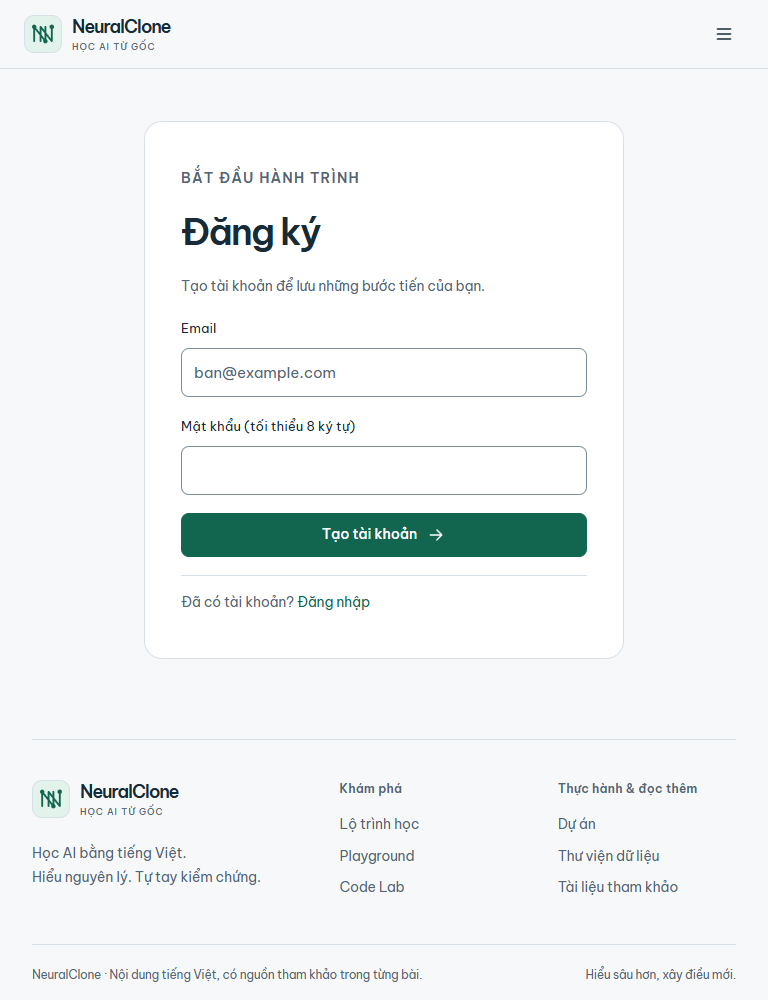 NeuralClone
HỌC AI TỪ GỐC
BẮT ĐẦU HÀNH TRÌNH
Đăng ký
Tạo tài khoản để lưu những bước tiến của bạn.
Email
ban@example.com
Mật khẩu (tối thiểu 8 ký tự)
Tạo tài khoản →
Đã có tài khoản? Đăng nhập
NeuralClone
HỌC AI TỪ GỐC
Học AI bằng tiếng Việt.
Hiểu nguyên lý. Tự tay kiểm chứng.
Khám phá
Lộ trình học
Playground
Code Lab
Thực hành & đọc thêm
Dự án
Thư viện dữ liệu
Tài liệu tham khảo
NeuralClone · Nội dung tiếng Việt, có nguồn tham khảo trong từng bài.
Hiểu sâu hơn, xây điều mới.